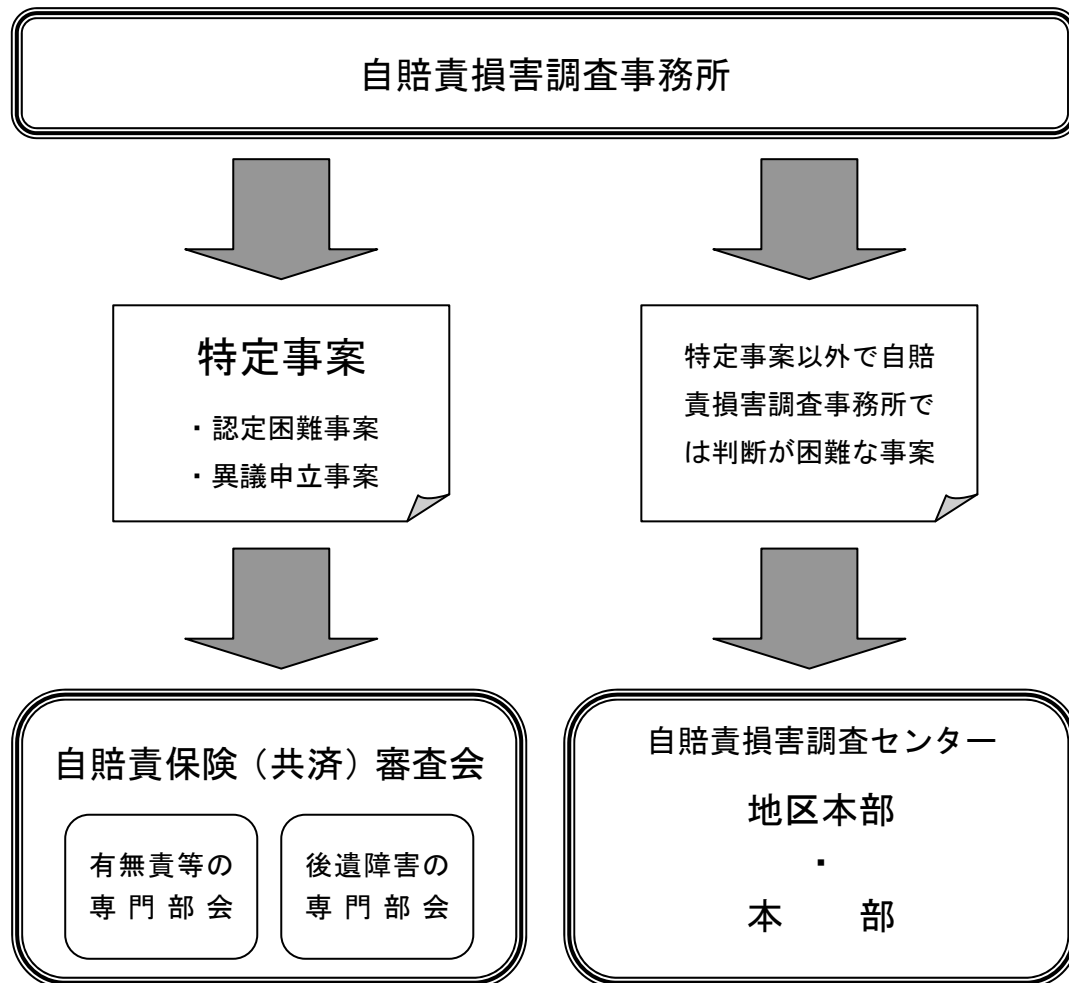 自賠責損害調査事務所
特定事案
・認定困難事案
・異議申立事案
特定事案以外で自賠
責損害調査事務所で
は判断が困難な事案
自賠責保険（共済）審査会
有無責等の
専門部会
後遺障害の
専門部会
自賠責損害調査センター
地区本部
・
本　　部